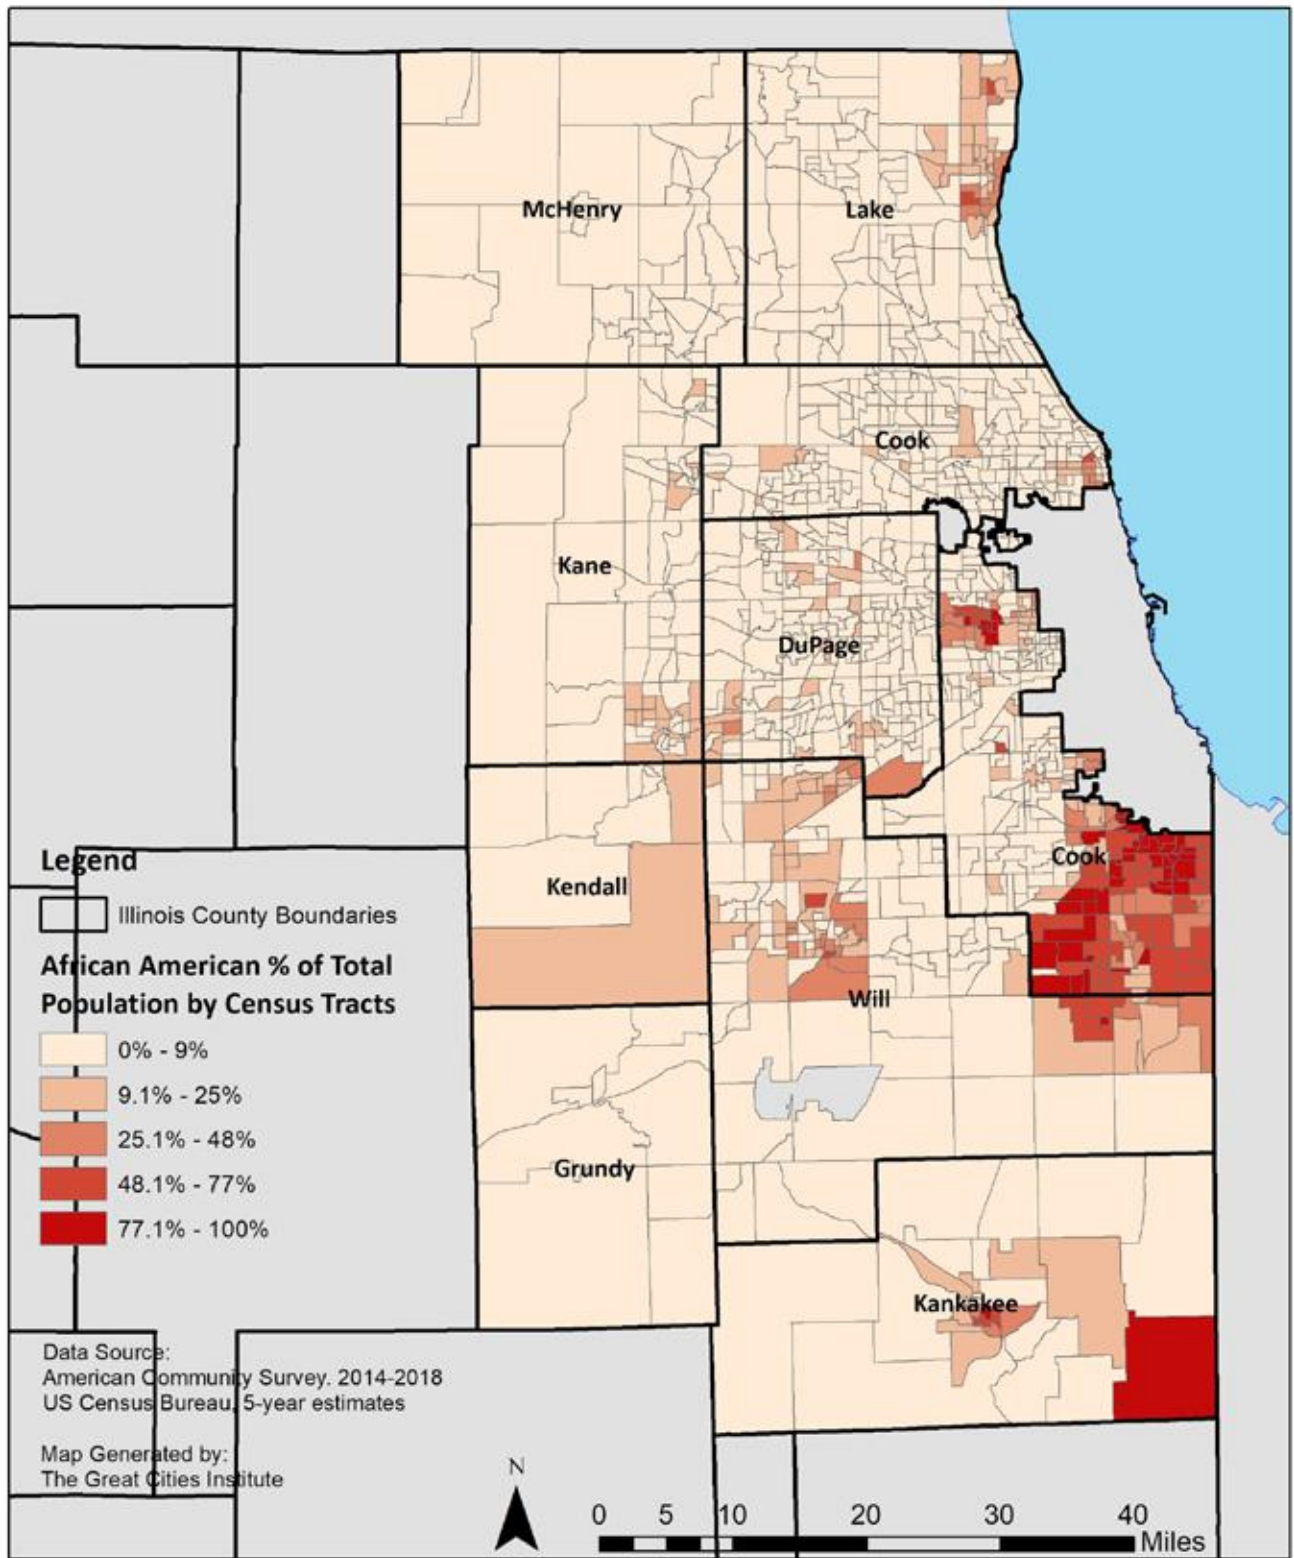 McHenry
Lake
Cook
Kane
DuPage
Cook
Kendall
Will
Grundy
Kankakee
Legend
Illinois County Boundaries
African American % of Total
Population by Census Tracts
0% - 9%
9.1% - 25%
25.1% - 48%
48.1% - 77%
77.1% - 100%
Data Source:
American Community Survey. 2014-2018
US Census Bureau, 5-year estimates
Map Generated by:
The Great Cities Institute
N
0 5 10 20 30 40
Miles